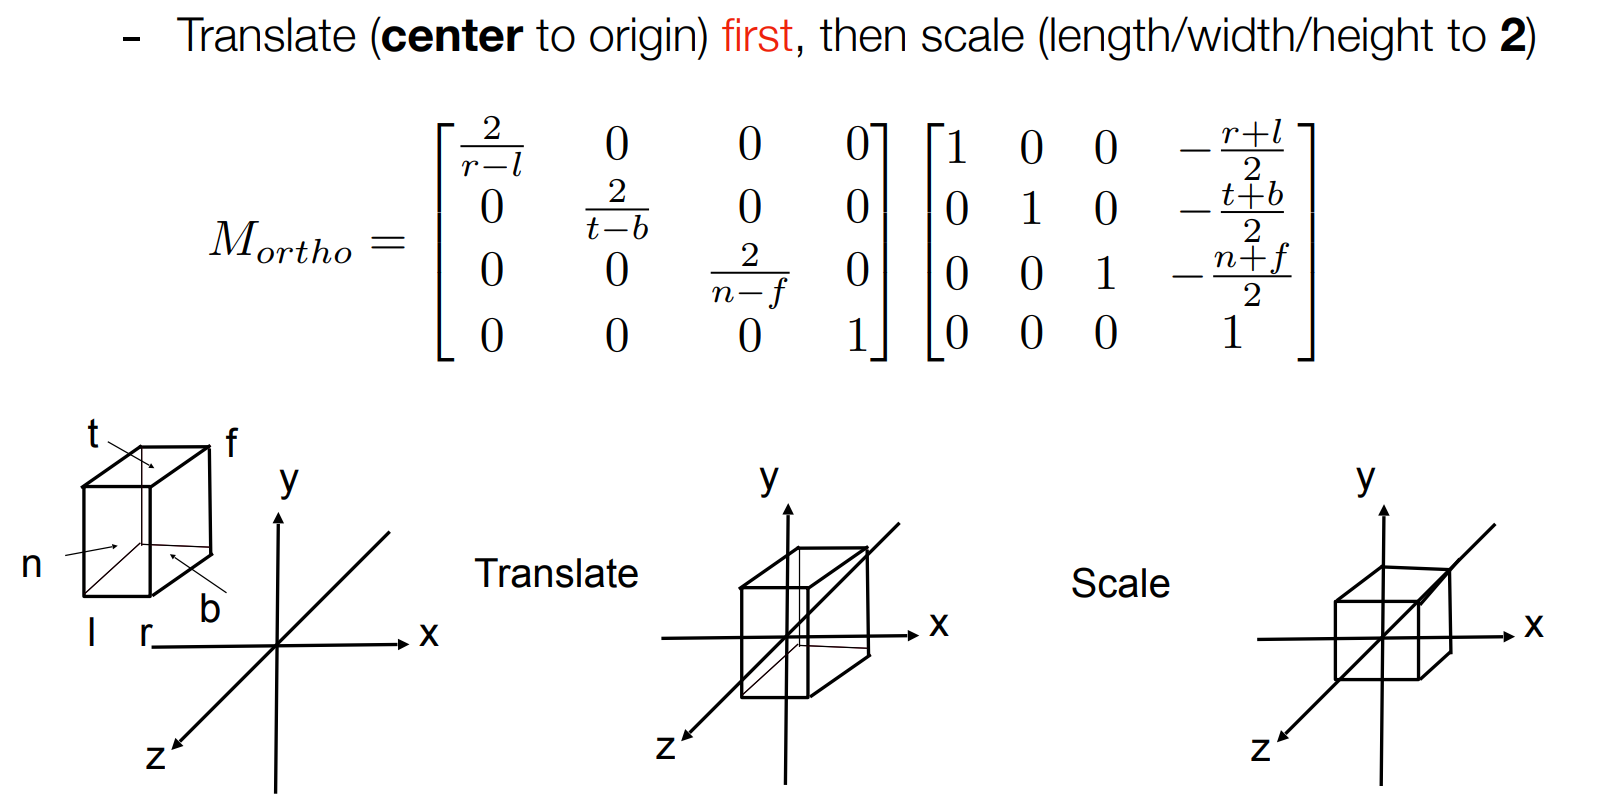 - Translate (center to origin) first, then scale (length/width/height to 2)
M_{ortho} = \begin{bmatrix} \frac{2}{r-l} & 0 & 0 & 0 \\ 0 & \frac{2}{t-b} & 0 & 0 \\ 0 & 0 & \frac{2}{n-f} & 0 \\ 0 & 0 & 0 & 1 \end{bmatrix} \begin{bmatrix} 1 & 0 & 0 & -\frac{r+l}{2} \\ 0 & 1 & 0 & -\frac{t+b}{2} \\ 0 & 0 & 1 & -\frac{n+f}{2} \\ 0 & 0 & 0 & 1 \end{bmatrix}
t
f
y
n
b
l
r
x
z
Translate
y
x
z
Scale
y
x
z